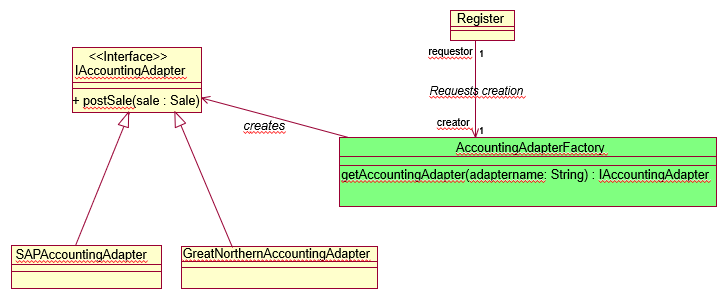 Register
requestor
1
<<Interface>>
IAccountingAdapter
+ postSale(sale : Sale)
Requests creation
creates
creator
1
AccountingAdapterFactory
getAccountingAdapter(adaptername: String) : IAccountingAdapter
SAPAccountingAdapter
GreatNorthernAccountingAdapter